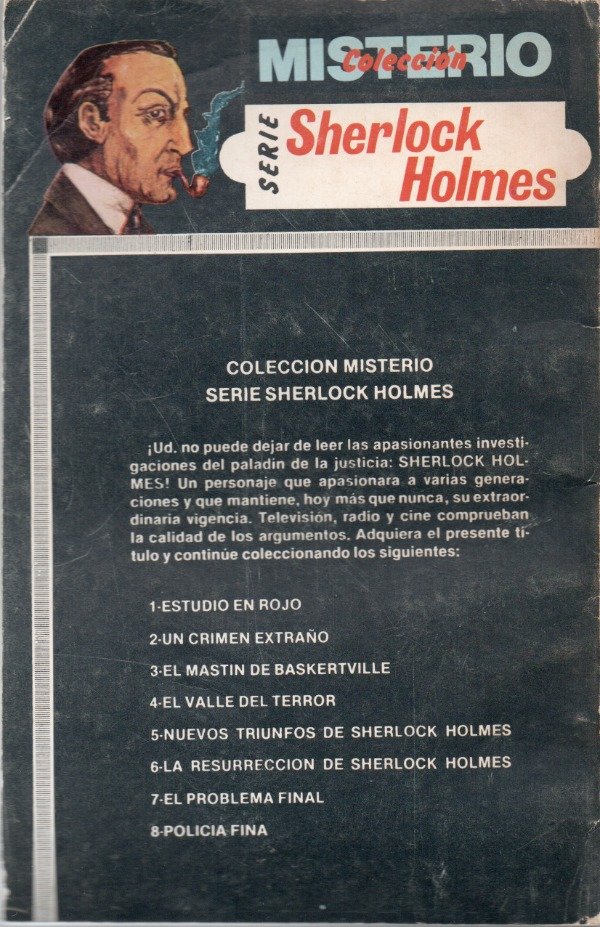 MISTERIO
Colección
SERIE
Sherlock
Holmes
COLECCION MISTERIO
SERIE SHERLOCK HOLMES
¡Ud. no puede dejar de leer las apasionantes investi-
gaciones del paladín de la justicia: SHERLOCK HOL-
MES! Un personaje que apasionara a varias genera-
ciones y que mantiene, hoy más que nunca, su extraor-
dinaria vigencia. Televisión, radio y cine comprueban
la calidad de los argumentos. Adquiera el presente tí-
tulo y continúe coleccionando los siguientes:
1-ESTUDIO EN ROJO
2-UN CRIMEN EXTRAÑO
3-EL MASTIN DE BASKERTVILLE
4-EL VALLE DEL TERROR
5-NUEVOS TRIUNFOS DE SHERLOCK HOLMES
6-LA RESURRECCION DE SHERLOCK HOLMES
7-EL PROBLEMA FINAL
8-POLICIA FINA